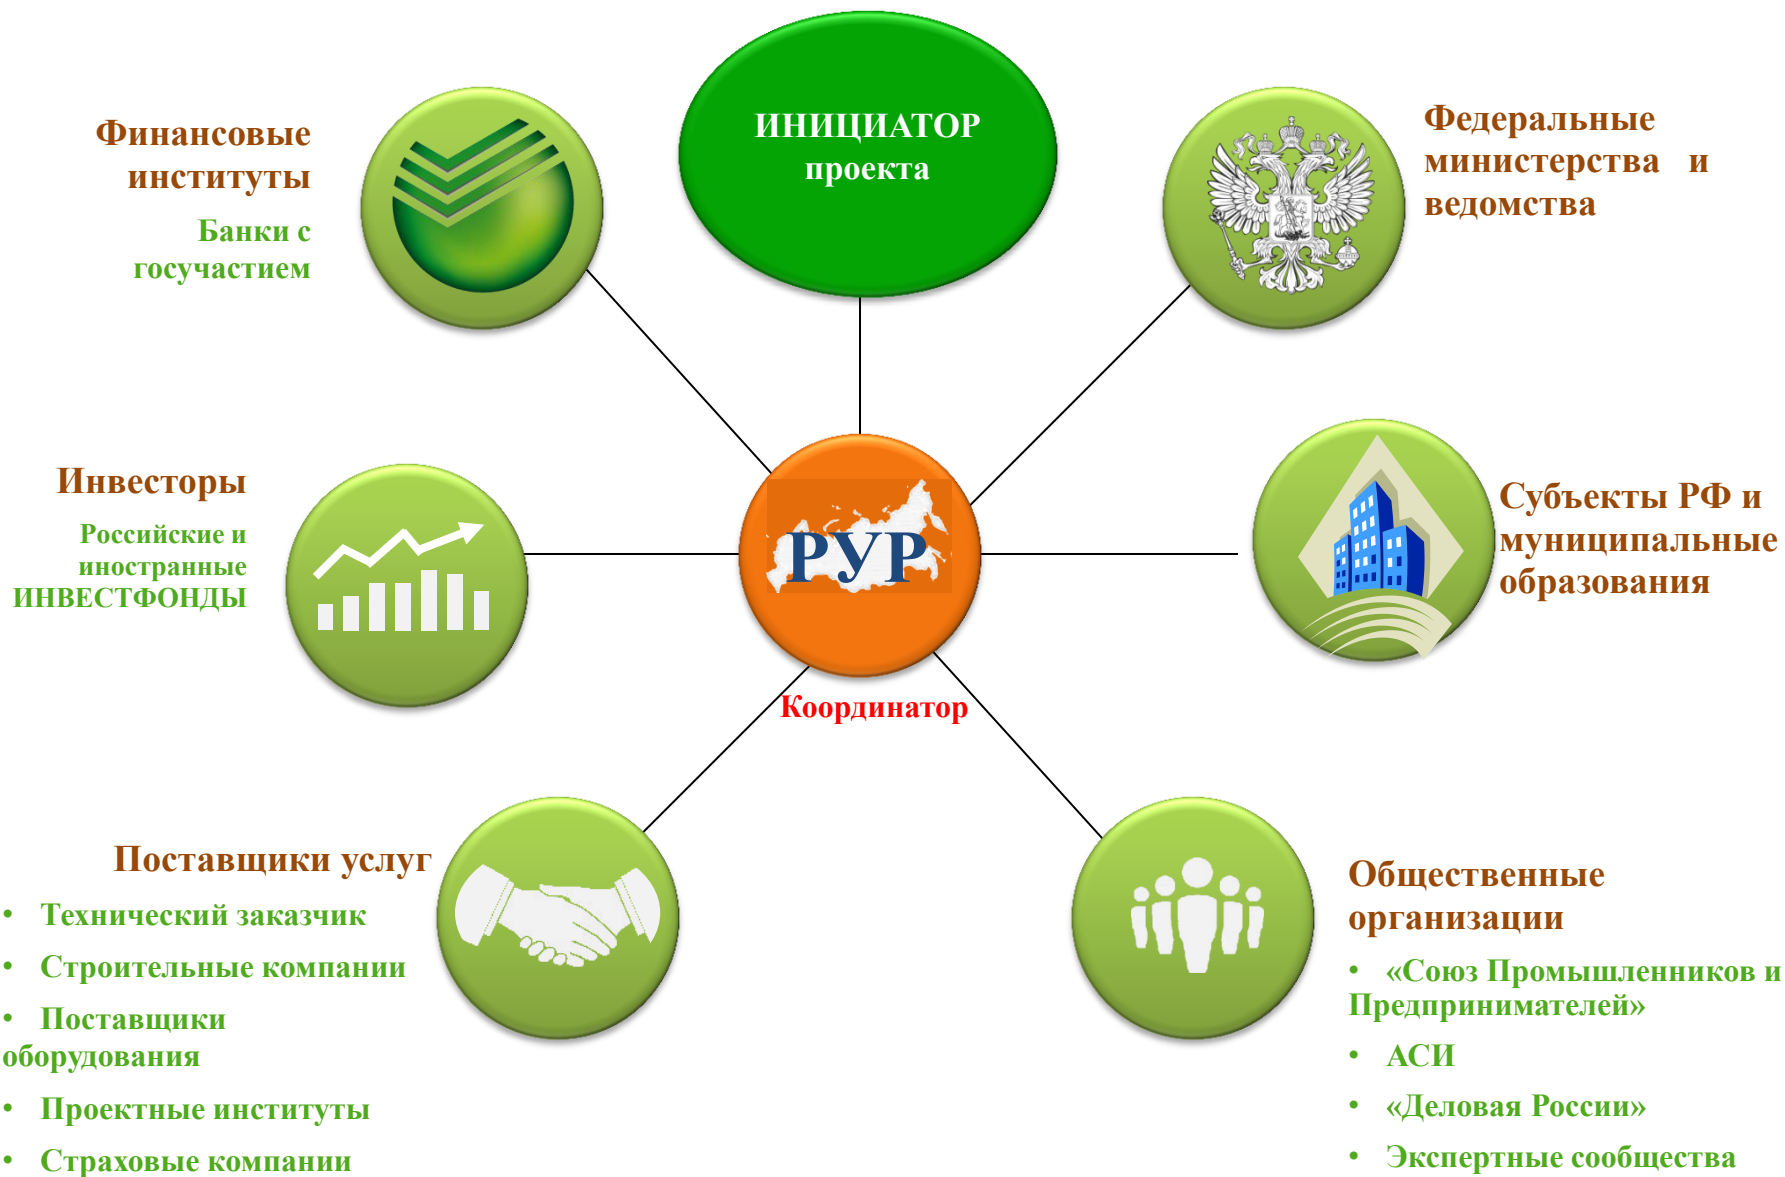 ИНИЦИАТОР
проекта
Финансовые
институты
Банки с
госучастием
Федеральные
министерства и
ведомства
Инвесторы
Российские и
иностранные
ИНВЕСТФОНДЫ
РУР
Координатор
Субъекты РФ и
муниципальные
образования
Поставщики услуг
• Технический заказчик
• Строительные компании
• Поставщики
оборудования
• Проектные институты
• Страховые компании
Общественные
организации
• «Союз Промышленников и
Предпринимателей»
• АСИ
• «Деловая России»
• Экспертные сообщества